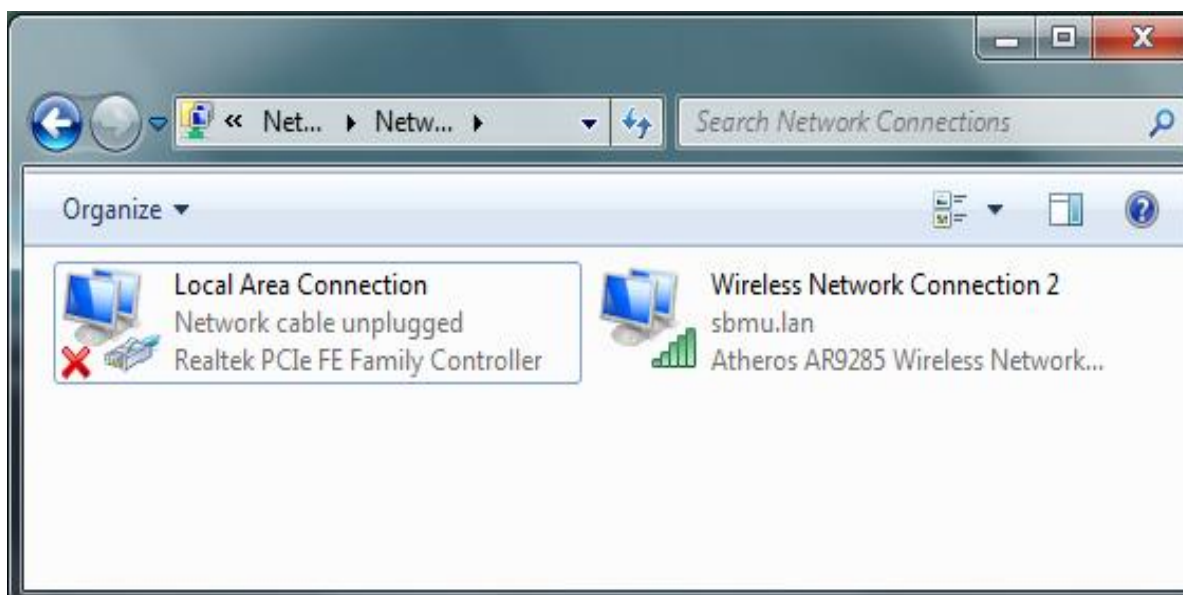 « Net... Netw...
Search Network Connections
Organize
Local Area Connection
Network cable unplugged
Realtek PCIe FE Family Controller
Wireless Network Connection 2
sbmu.lan
Atheros AR9285 Wireless Network...